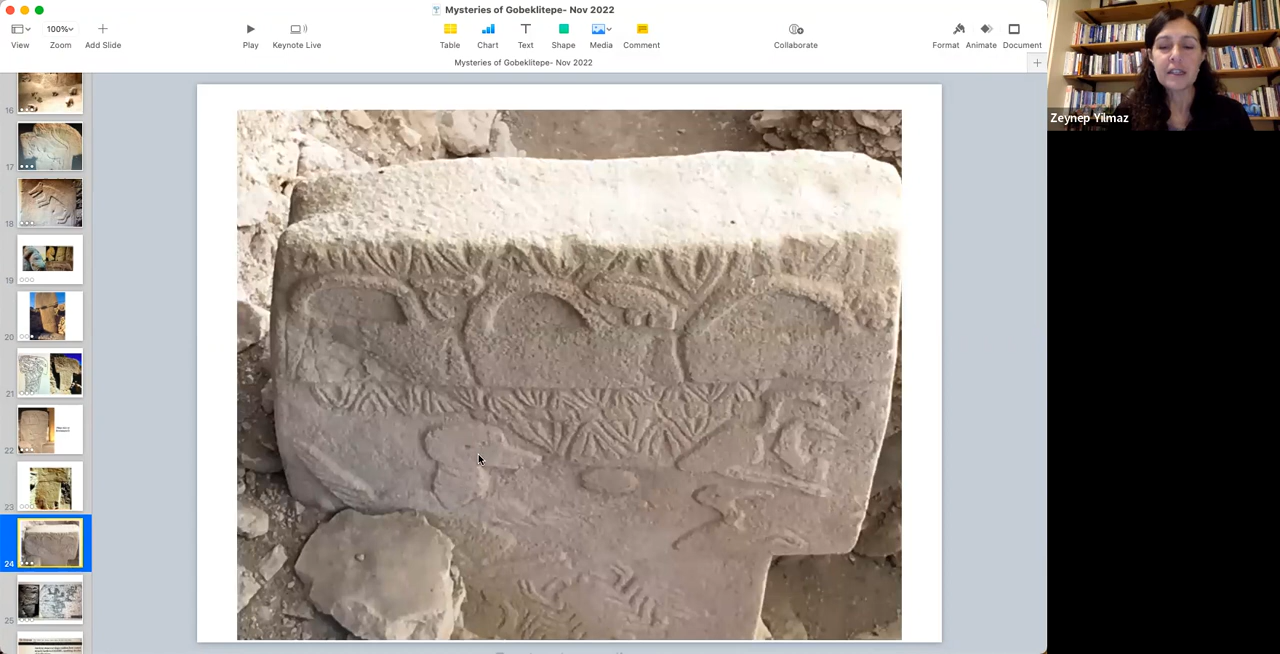 Mysteries of Gobeklitepe- Nov 2022
100%
View
Zoom
Add Slide
Play
Keynote Live
Table
Chart
Text
Shape
Media
Comment
Collaborate
Format
Animate
Document
Mysteries of Gobeklitepe- Nov 2022
Zeynep Yilmaz
16
17
18
19
20
21
22
23
24
25